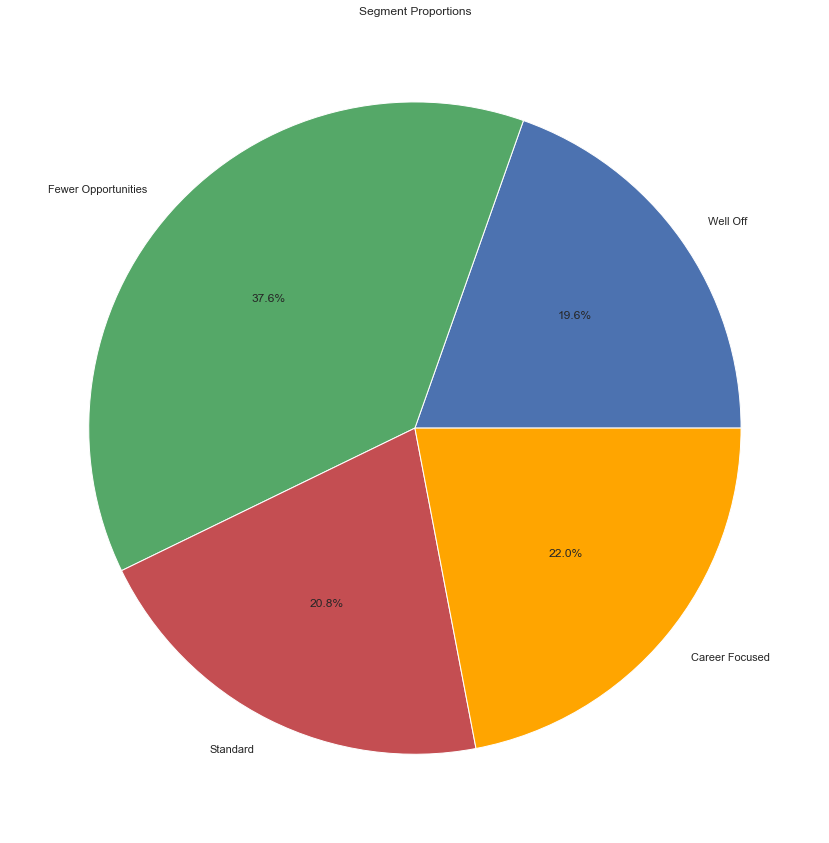 Segment Proportions
Fewer Opportunities
Well Off
37.6%
19.6%
22.0%
20.8%
Career Focused
Standard